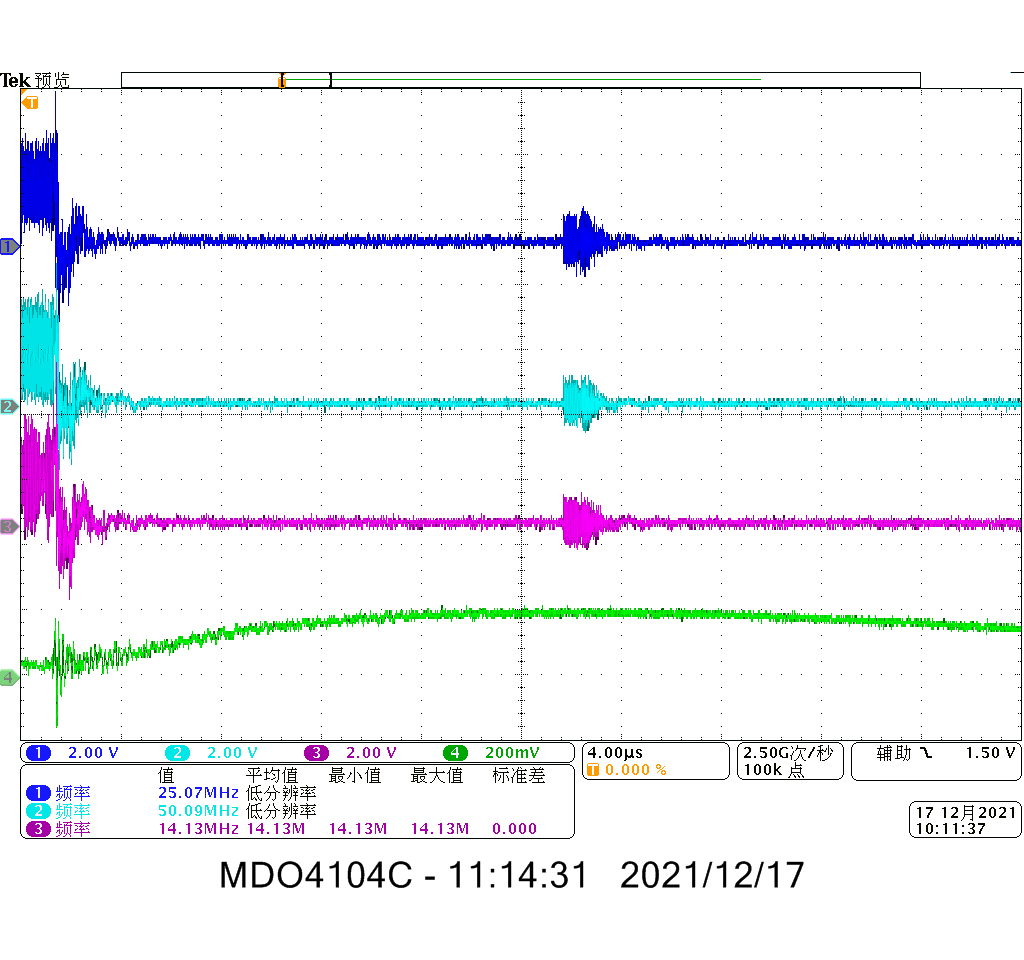 Tek 预览
T
T
1
2
3
4
1 2.00 V 2 2.00 V 3 2.00 V 4 200mV
4.00µs
T 0.000 %
2.50G次/秒
100k 点
辅助 1.50 V
值 平均值 最小值 最大值 标准差
1 频率 25.07MHz 低分辨率
2 频率 50.09MHz 低分辨率
3 频率 14.13MHz 14.13M 14.13M 14.13M 0.000
17 12月2021
10:11:37
MDO4104C - 11:14:31 2021/12/17